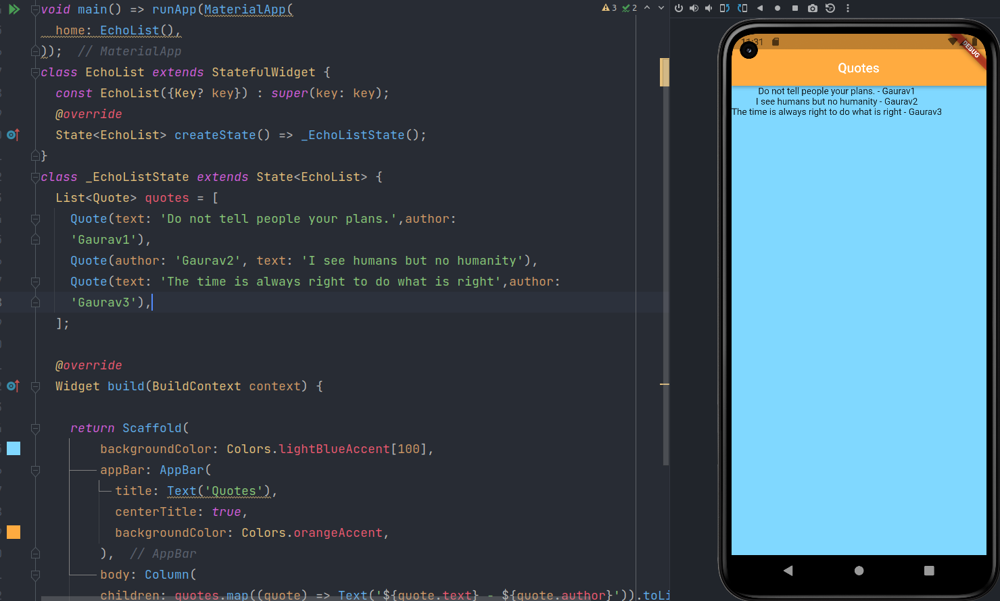 void main() => runApp(MaterialApp(
home: EchoList(),
)); // MaterialApp
class EchoList extends StatefulWidget {
const EchoList({Key? key}) : super(key: key);
@override
State<EchoList> createState() => _EchoListState();
}
class _EchoListState extends State<EchoList> {
List<Quote> quotes = [
Quote(text: 'Do not tell people your plans.',author:
'Gaurav1'),
Quote(author: 'Gaurav2', text: 'I see humans but no humanity'),
Quote(text: 'The time is always right to do what is right',author:
'Gaurav3'),
];
@override
Widget build(BuildContext context) {
return Scaffold(
backgroundColor: Colors.lightBlueAccent[100],
appBar: AppBar(
title: Text('Quotes'),
centerTitle: true,
backgroundColor: Colors.orangeAccent,
), // AppBar
body: Column(
children: quotes.map((quote) => Text('${quote.text} - ${quote.author}')).toLi
3 2
11:31
DEBUG
Quotes
Do not tell people your plans. - Gaurav1
I see humans but no humanity - Gaurav2
The time is always right to do what is right - Gaurav3